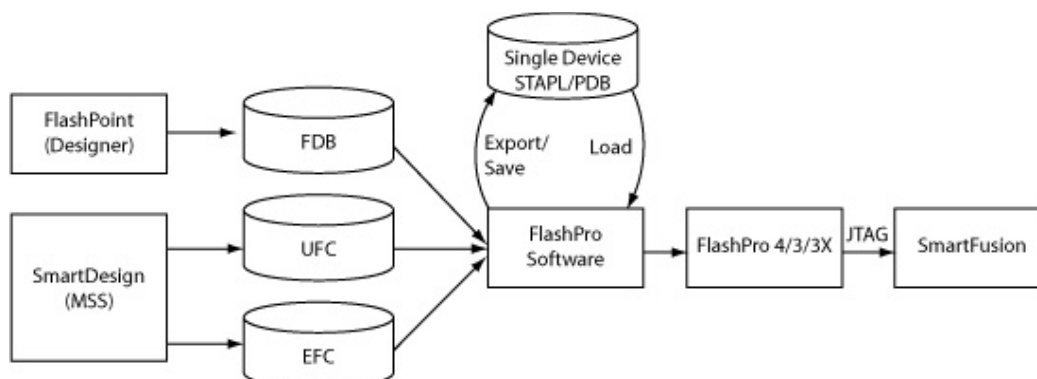 Single Device
STAPL/PDB
FlashPoint
(Designer)
FDB
Export/
Save
Load
SmartDesign
(MSS)
UFC
FlashPro
Software
FlashPro 4/3/3X
JTAG
SmartFusion
EFC